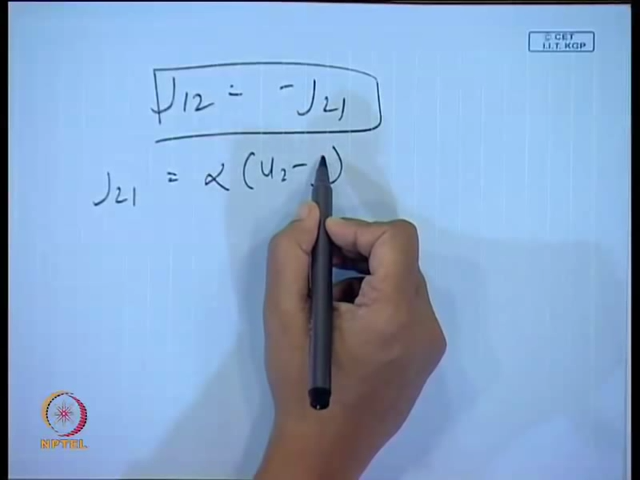 © CET
I.I.T. KGP
J12 = - J21
J21 = α (U2 -
NPTEL